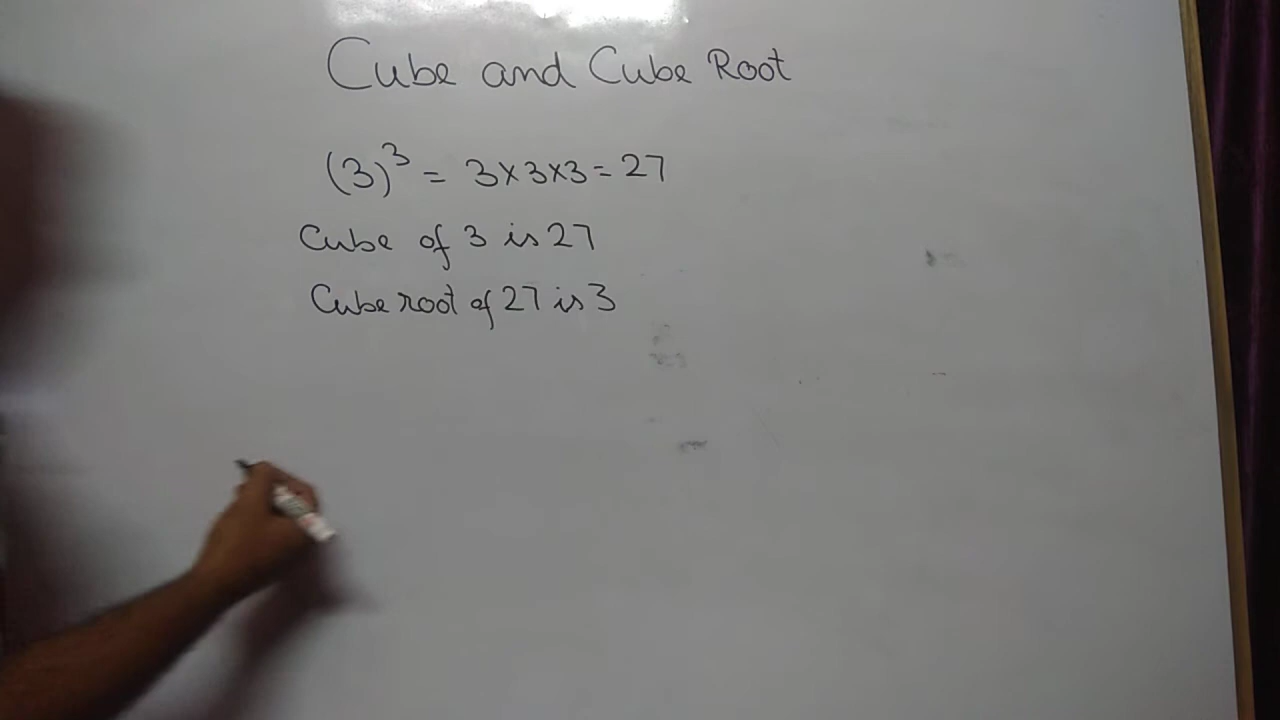 Cube and Cube Root
(3)³ = 3×3×3=27
Cube of 3 is 27
Cube root of 27 is 3